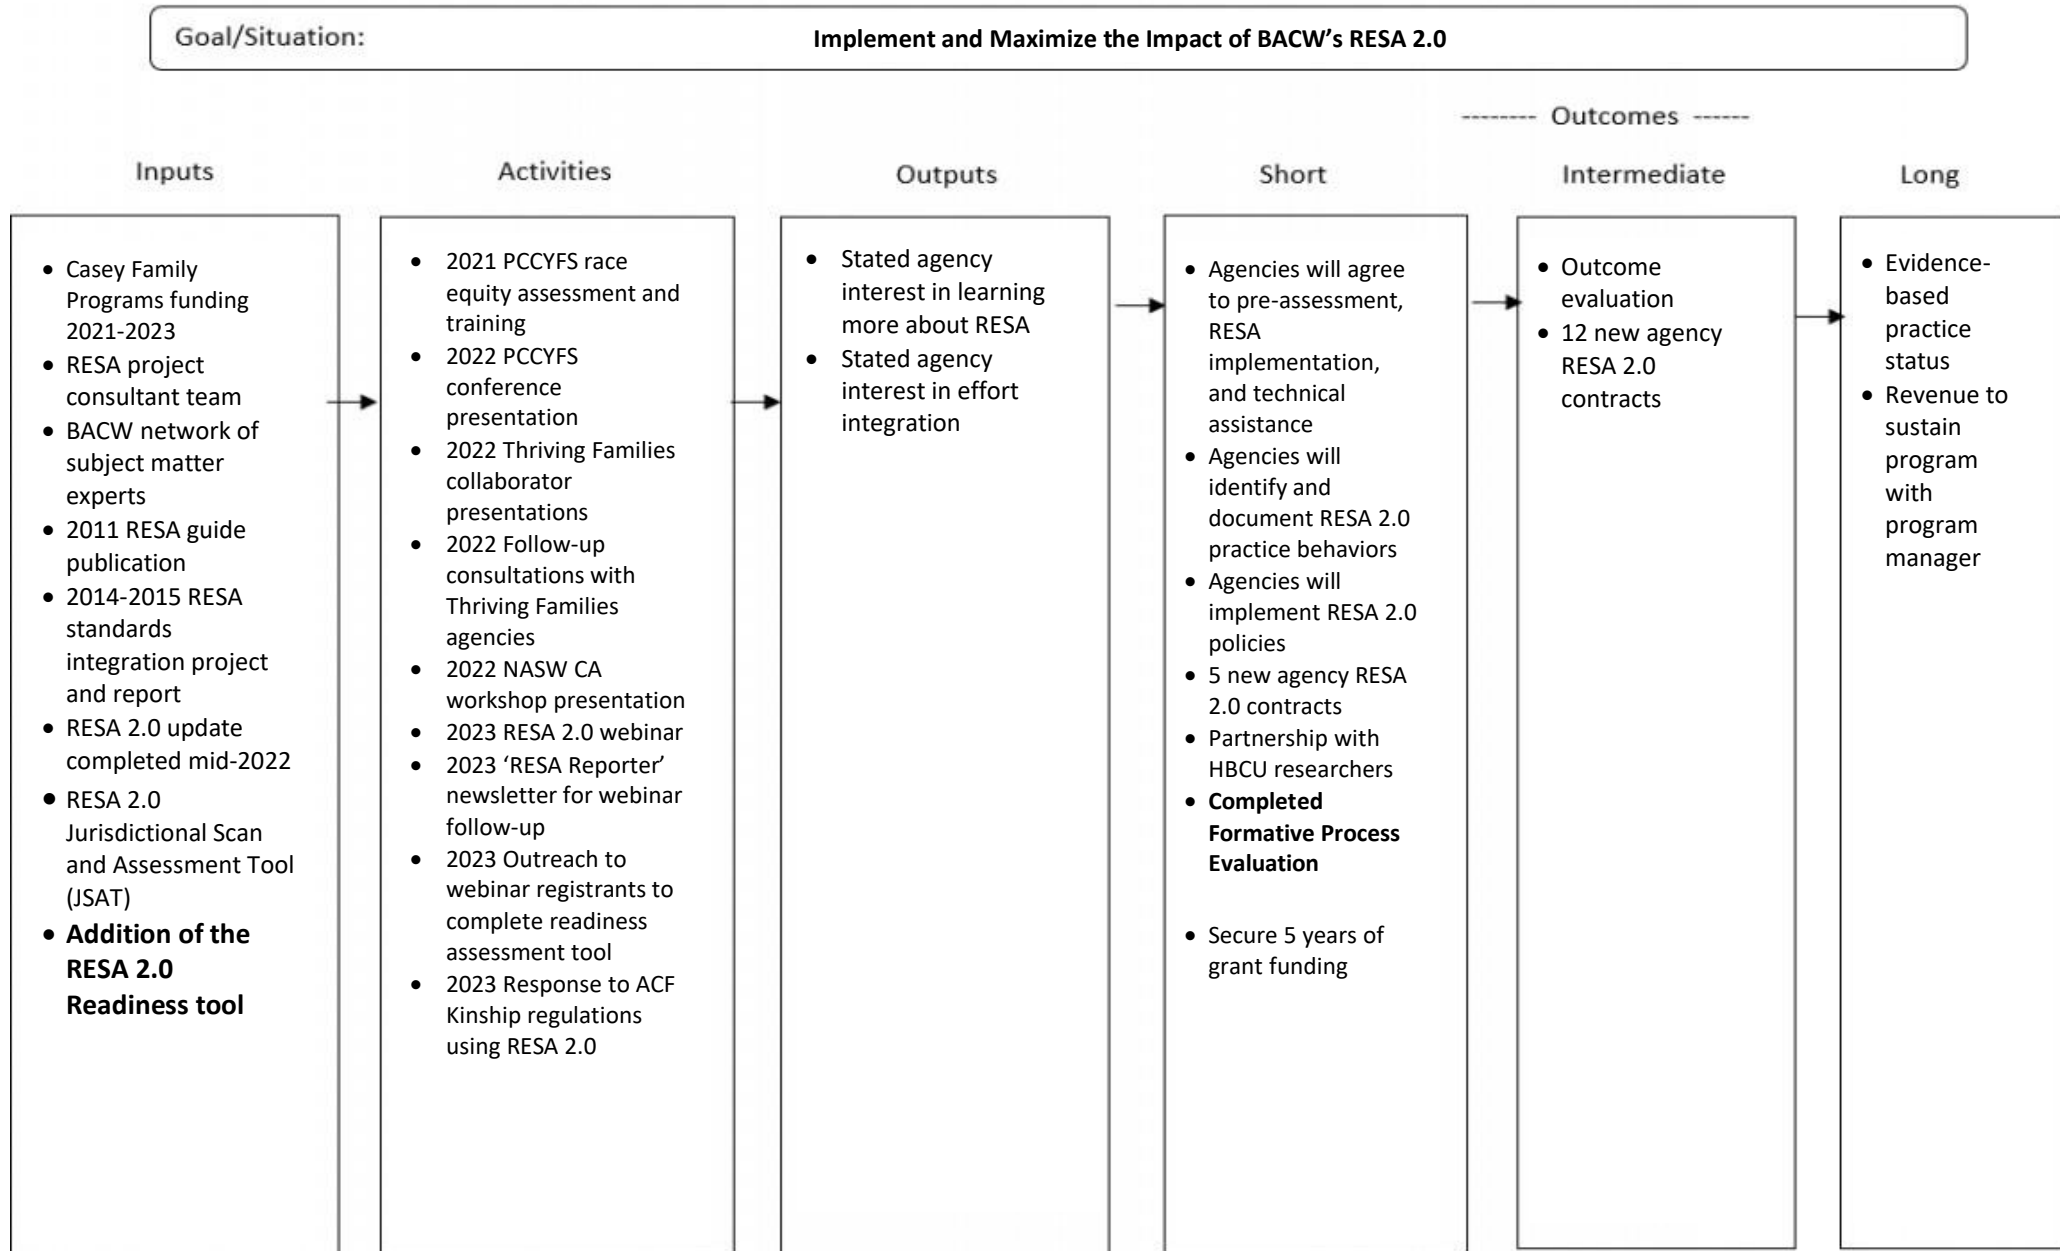 Goal/Situation:
Implement and Maximize the Impact of BACW’s RESA 2.0
-------- Outcomes ------
Inputs
Activities
Outputs
Short
Intermediate
Long
• Casey Family
Programs funding
2021-2023
• RESA project
consultant team
• BACW network of
subject matter
experts
• 2011 RESA guide
publication
• 2014-2015 RESA
standards
integration project
and report
• RESA 2.0 update
completed mid-2022
• RESA 2.0
Jurisdictional Scan
and Assessment Tool
(JSAT)
• Addition of the
RESA 2.0
Readiness tool
• 2021 PCCYFS race
equity assessment and
training
• 2022 PCCYFS
conference
presentation
• 2022 Thriving Families
collaborator
presentations
• 2022 Follow-up
consultations with
Thriving Families
agencies
• 2022 NASW CA
workshop presentation
• 2023 RESA 2.0 webinar
• 2023 ‘RESA Reporter’
newsletter for webinar
follow-up
• 2023 Outreach to
webinar registrants to
complete readiness
assessment tool
• 2023 Response to ACF
Kinship regulations
using RESA 2.0
• Stated agency
interest in learning
more about RESA
• Stated agency
interest in effort
integration
• Agencies will agree
to pre-assessment,
RESA
implementation,
and technical
assistance
• Agencies will
identify and
document RESA 2.0
practice behaviors
• Agencies will
implement RESA 2.0
policies
• 5 new agency RESA
2.0 contracts
• Partnership with
HBCU researchers
• Completed
Formative Process
Evaluation
• Secure 5 years of
grant funding
• Outcome
evaluation
• 12 new agency
RESA 2.0
contracts
• Evidence-
based
practice
status
• Revenue to
sustain
program
with
program
manager